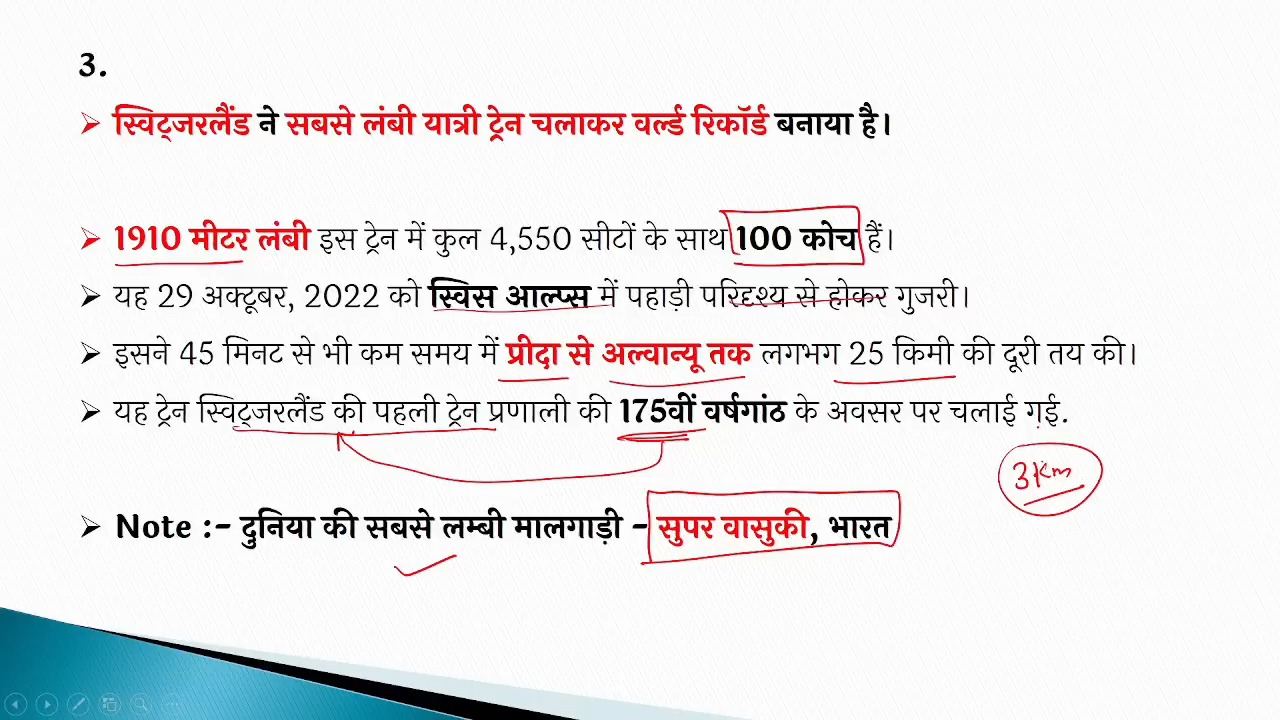 3.
➢ स्विट्जरलैंड ने सबसे लंबी यात्री ट्रेन चलाकर वर्ल्ड रिकॉर्ड बनाया है।
➢ 1910 मीटर लंबी इस ट्रेन में कुल 4,550 सीटों के साथ 100 कोच हैं।
➢ यह 29 अक्टूबर, 2022 को स्विस आल्प्स में पहाड़ी परिदृश्य से होकर गुजरी।
➢ इसने 45 मिनट से भी कम समय में प्रीदा से अल्वान्यू तक लगभग 25 किमी की दूरी तय की।
➢ यह ट्रेन स्विट्जरलैंड की पहली ट्रेन प्रणाली की 175वीं वर्षगांठ के अवसर पर चलाई गई.
3km
➢ Note :- दुनिया की सबसे लम्बी मालगाड़ी - सुपर वासुकी, भारत